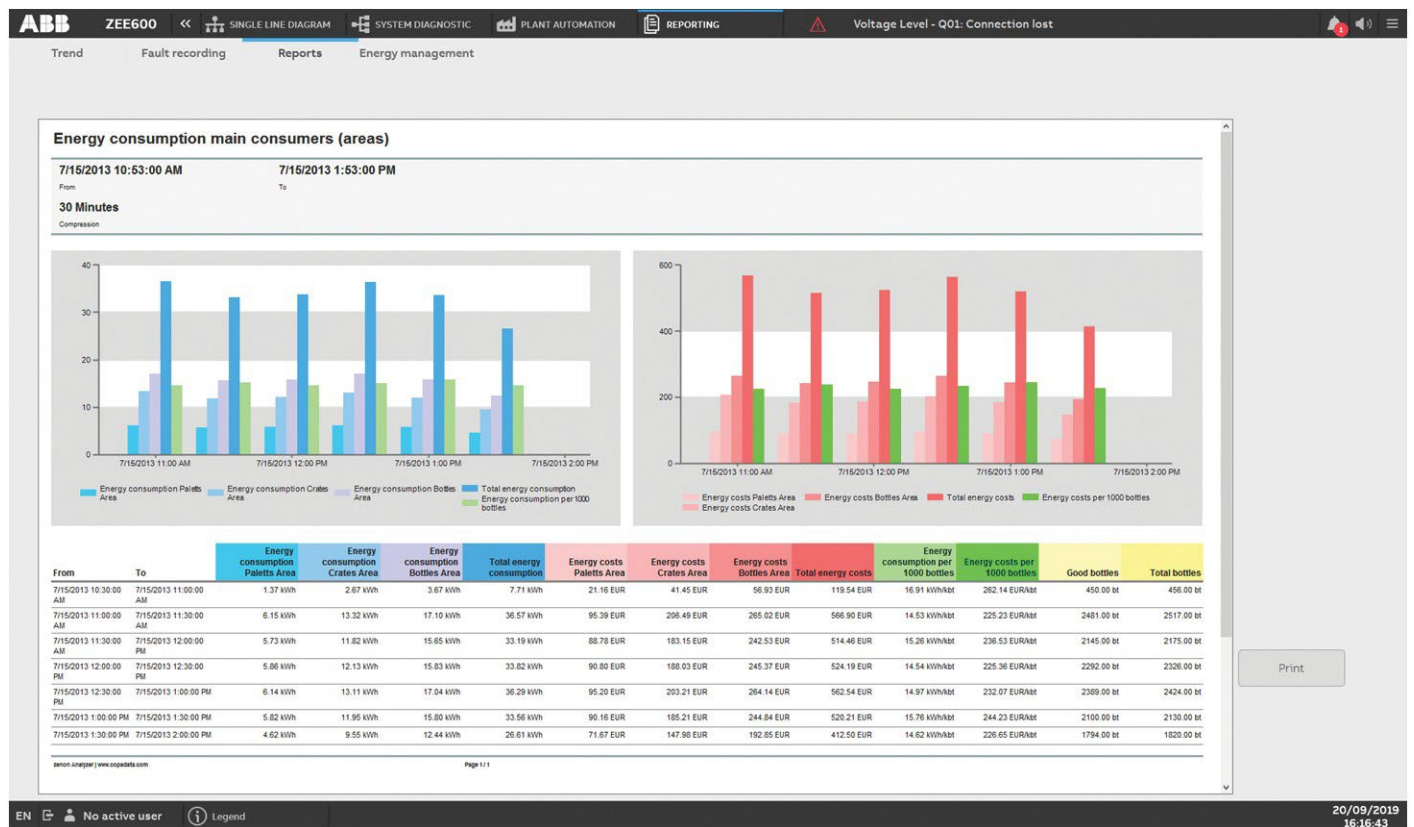 ABB ZEE600 « SINGLE LINE DIAGRAM SYSTEM DIAGNOSTIC PLANT AUTOMATION REPORTING Voltage Level - Q01: Connection lost 1
Trend Fault recording Reports Energy management
Energy consumption main consumers (areas)
7/15/2013 10:53:00 AM 7/15/2013 1:53:00 PM
From To
30 Minutes
Compression
40
30
20
10
0
7/15/2013 11:00 AM 7/15/2013 12:00 PM 7/15/2013 1:00 PM 7/15/2013 2:00 PM
Energy consumption Paletts Area
Energy consumption Crates Area
Energy consumption Bottles Area
Total energy consumption
Energy consumption per 1000 bottles
600
400
200
0
7/15/2013 11:00 AM 7/15/2013 12:00 PM 7/15/2013 1:00 PM 7/15/2013 2:00 PM
Energy costs Paletts Area Energy costs Bottles Area Total energy costs Energy costs per 1000 bottles
Energy costs Crates Area
From To Energy consumption Paletts Area Energy consumption Crates Area Energy consumption Bottles Area Total energy consumption Energy costs Paletts Area Energy costs Crates Area Energy costs Bottles Area Total energy costs Energy consumption per 1000 bottles Energy costs per 1000 bottles Good bottles Total bottles
7/15/2013 10:30:00 AM 7/15/2013 11:00:00 AM 1.37 kWh 2.67 kWh 3.67 kWh 7.71 kWh 21.16 EUR 41.45 EUR 56.93 EUR 119.54 EUR 16.91 kWh/kbt 262.14 EUR/kbt 450.00 bt 456.00 bt
7/15/2013 11:00:00 AM 7/15/2013 11:30:00 AM 6.15 kWh 13.32 kWh 17.10 kWh 36.57 kWh 95.39 EUR 206.49 EUR 265.02 EUR 566.90 EUR 14.53 kWh/kbt 225.23 EUR/kbt 2481.00 bt 2517.00 bt
7/15/2013 11:30:00 AM 7/15/2013 12:00:00 PM 5.73 kWh 11.82 kWh 15.65 kWh 33.19 kWh 88.78 EUR 183.15 EUR 242.53 EUR 514.46 EUR 15.26 kWh/kbt 236.53 EUR/kbt 2145.00 bt 2175.00 bt
7/15/2013 12:00:00 PM 7/15/2013 12:30:00 PM 5.86 kWh 12.13 kWh 15.83 kWh 33.82 kWh 90.80 EUR 188.03 EUR 245.37 EUR 524.19 EUR 14.54 kWh/kbt 225.36 EUR/kbt 2292.00 bt 2326.00 bt
7/15/2013 12:30:00 PM 7/15/2013 1:00:00 PM 6.14 kWh 13.11 kWh 17.04 kWh 36.29 kWh 95.20 EUR 203.21 EUR 264.14 EUR 562.54 EUR 14.97 kWh/kbt 232.07 EUR/kbt 2389.00 bt 2424.00 bt
7/15/2013 1:00:00 PM 7/15/2013 1:30:00 PM 5.82 kWh 11.95 kWh 15.80 kWh 33.56 kWh 90.16 EUR 185.21 EUR 244.84 EUR 520.21 EUR 15.76 kWh/kbt 244.23 EUR/kbt 2100.00 bt 2130.00 bt
7/15/2013 1:30:00 PM 7/15/2013 2:00:00 PM 4.62 kWh 9.55 kWh 12.44 kWh 26.61 kWh 71.67 EUR 147.98 EUR 192.85 EUR 412.50 EUR 14.62 kWh/kbt 226.65 EUR/kbt 1794.00 bt 1820.00 bt
Print
zenon Analyzer | www.copadata.com Page 1 / 1
EN No active user Legend 20/09/2019
16:16:43